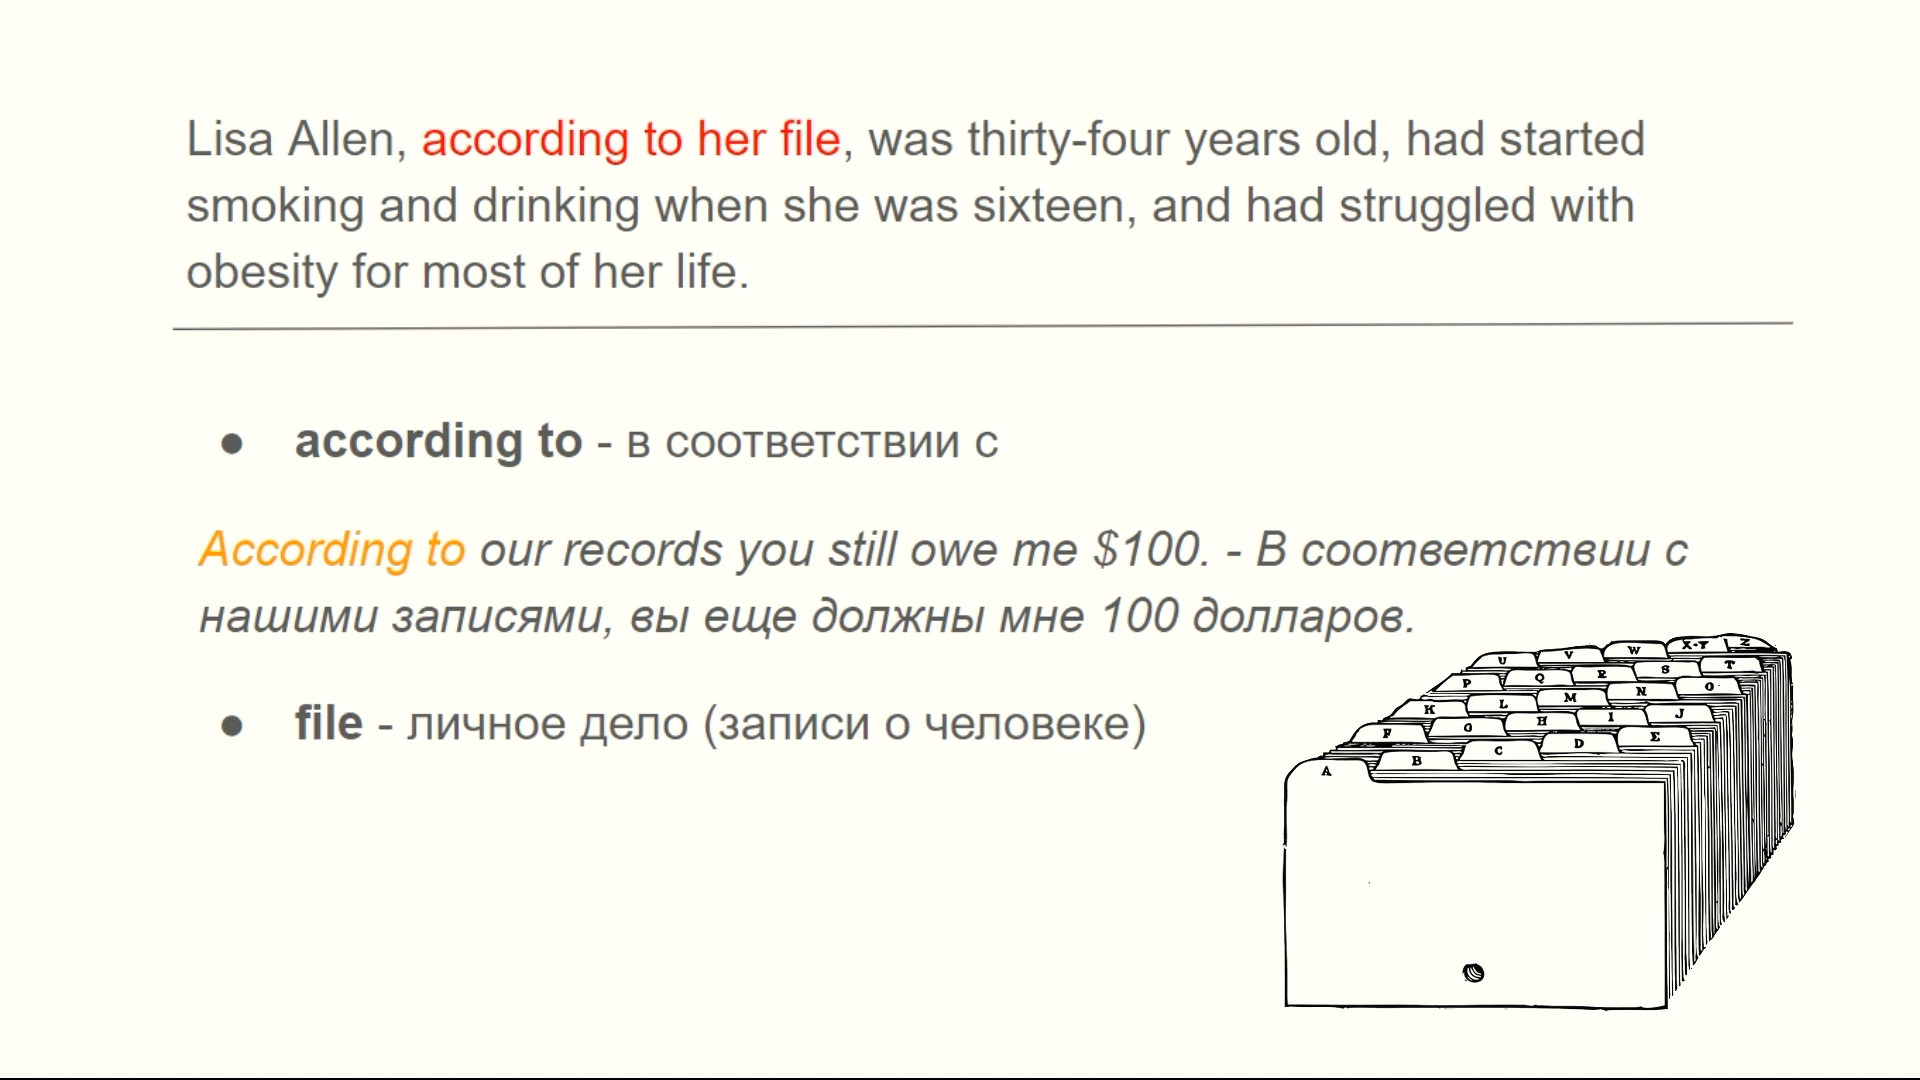 Lisa Allen, according to her file, was thirty-four years old, had started
smoking and drinking when she was sixteen, and had struggled with
obesity for most of her life.
● according to - в соответствии с
According to our records you still owe me $100. - В соответствии с
нашими записями, вы еще должны мне 100 долларов.
● file - личное дело (записи о человеке)
U V W X-Y Z
P Q R S T
K L M N O
F G H I J
A B C D E